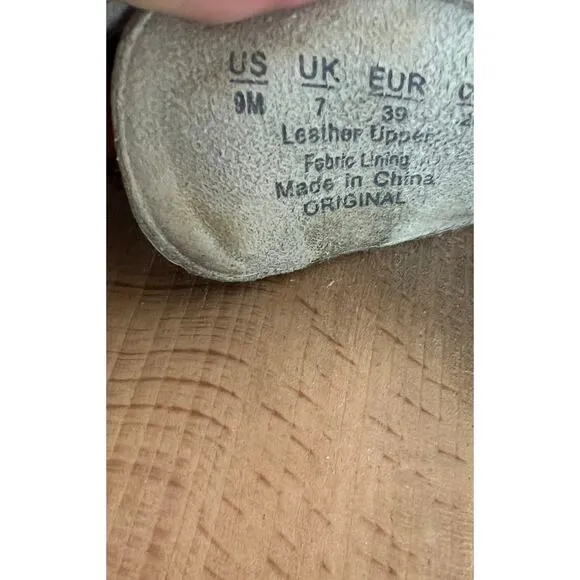 US UK EUR
9M 7 39
Leather Upper
Fabric Lining
Made in China
ORIGINAL